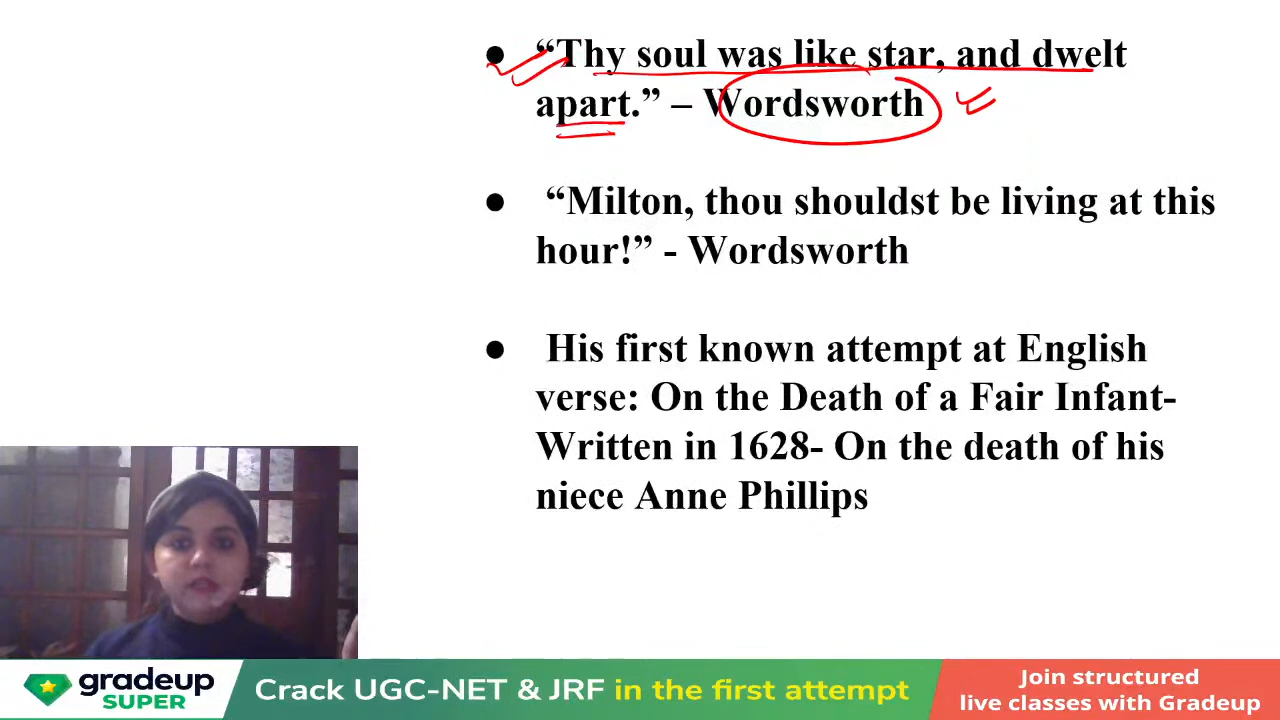 ● “Thy soul was like star, and dwelt
apart.” – Wordsworth
● “Milton, thou shouldst be living at this
hour!” - Wordsworth
● His first known attempt at English
verse: On the Death of a Fair Infant-
Written in 1628- On the death of his
niece Anne Phillips
gradeup
SUPER
Crack UGC-NET & JRF in the first attempt
Join structured
live classes with Gradeup